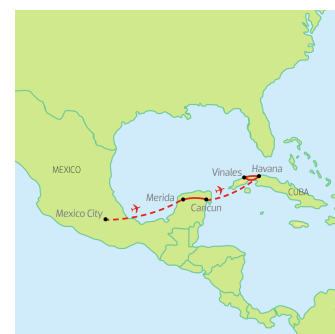 MEXICO
Vinales
Havana
CUBA
Merida
Cancun
Mexico City